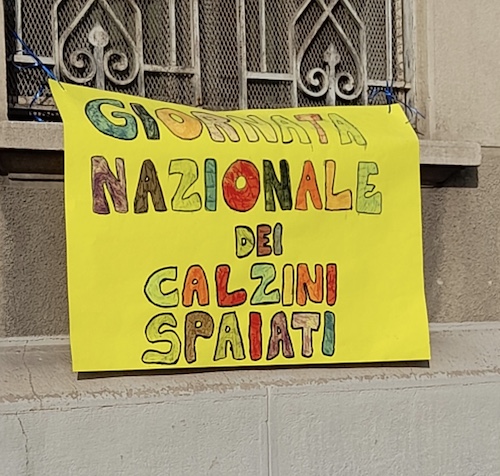 GIORNATA
NAZIONALE
DEI
CALZINI
SPAIATI